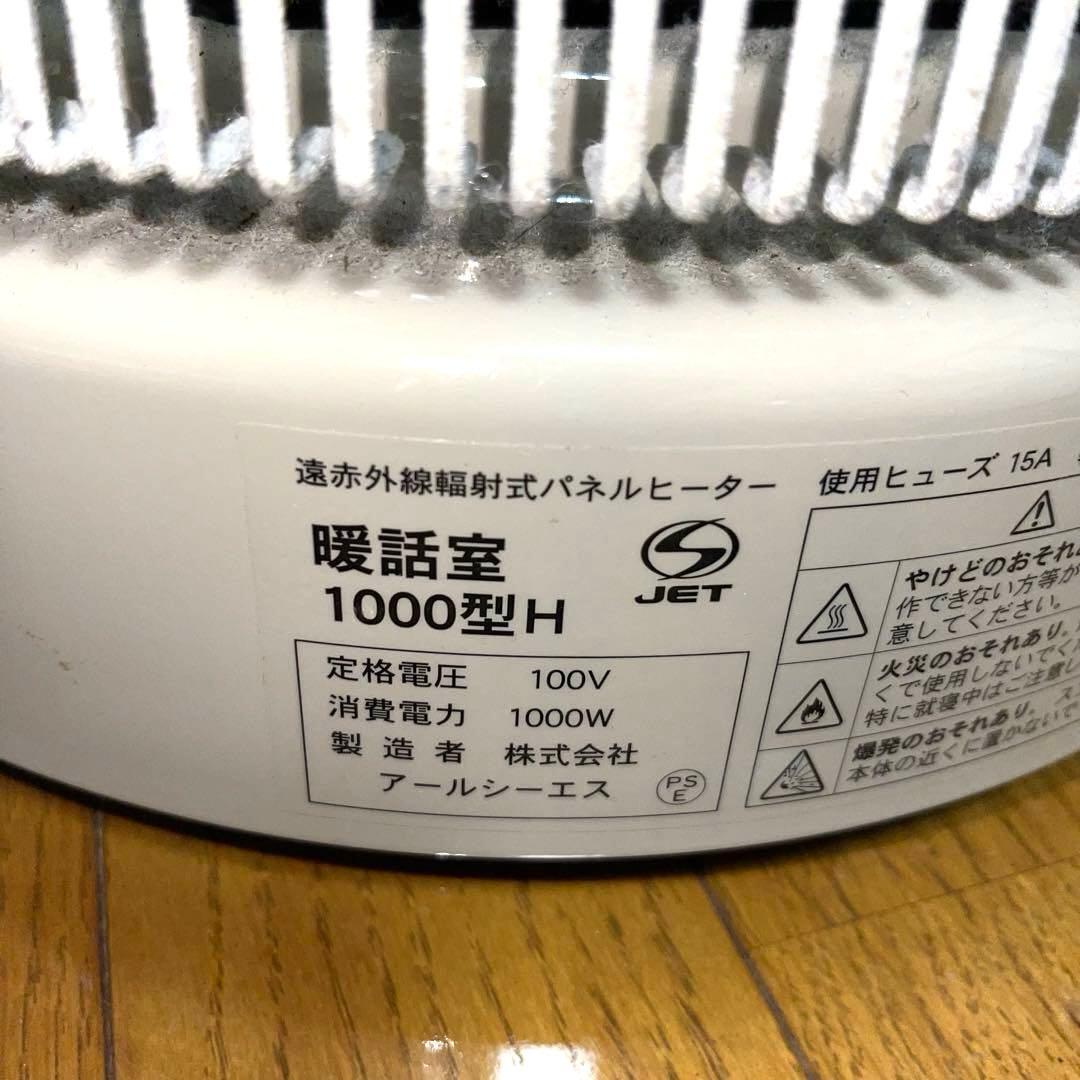 遠赤外線輻射式パネルヒーター
暖話室
1000型H
JET
定格電圧 100V
消費電力 1000W
製造者 株式会社
アールシーエス
PS
E
使用ヒューズ 15A
やけどのおそれ
作できない方等が
意してください。
火災のおそれあり。
くで使用しないでく
特に就寝中はご注意し
爆発のおそれあり。ス
本体の近くに置かないで